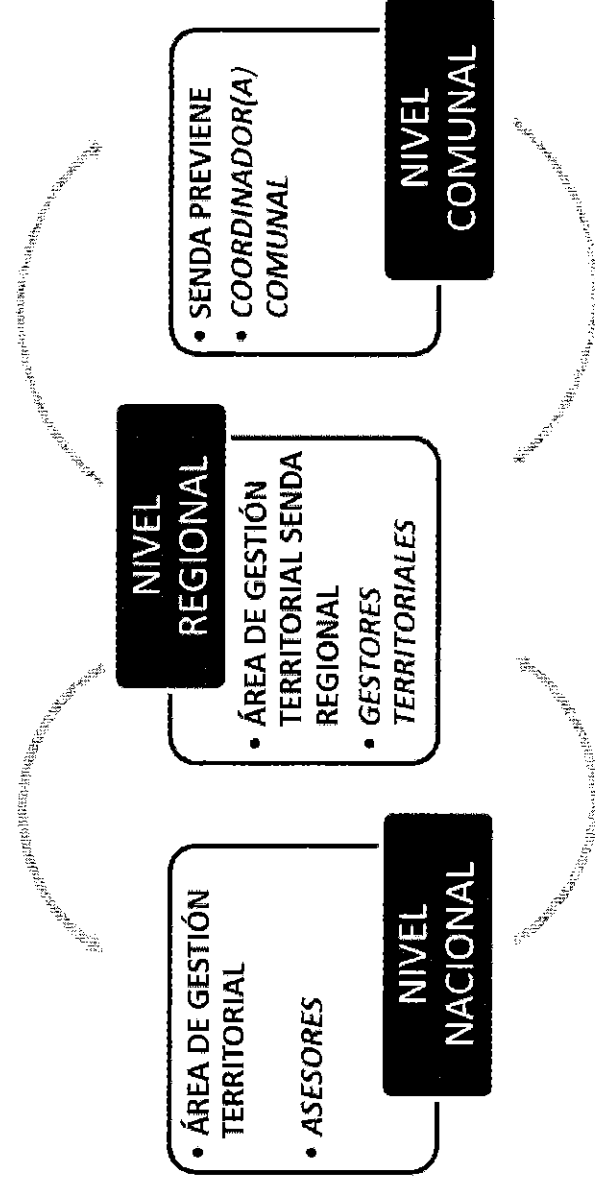 • ÁREA DE GESTIÓN
TERRITORIAL
• ASESORES
NIVEL
NACIONAL
NIVEL
REGIONAL
• ÁREA DE GESTIÓN
TERRITORIAL SENDA
REGIONAL
• GESTORES
TERRITORIALES
• SENDA PREVIENE
• COORDINADOR(A)
COMUNAL
NIVEL
COMUNAL